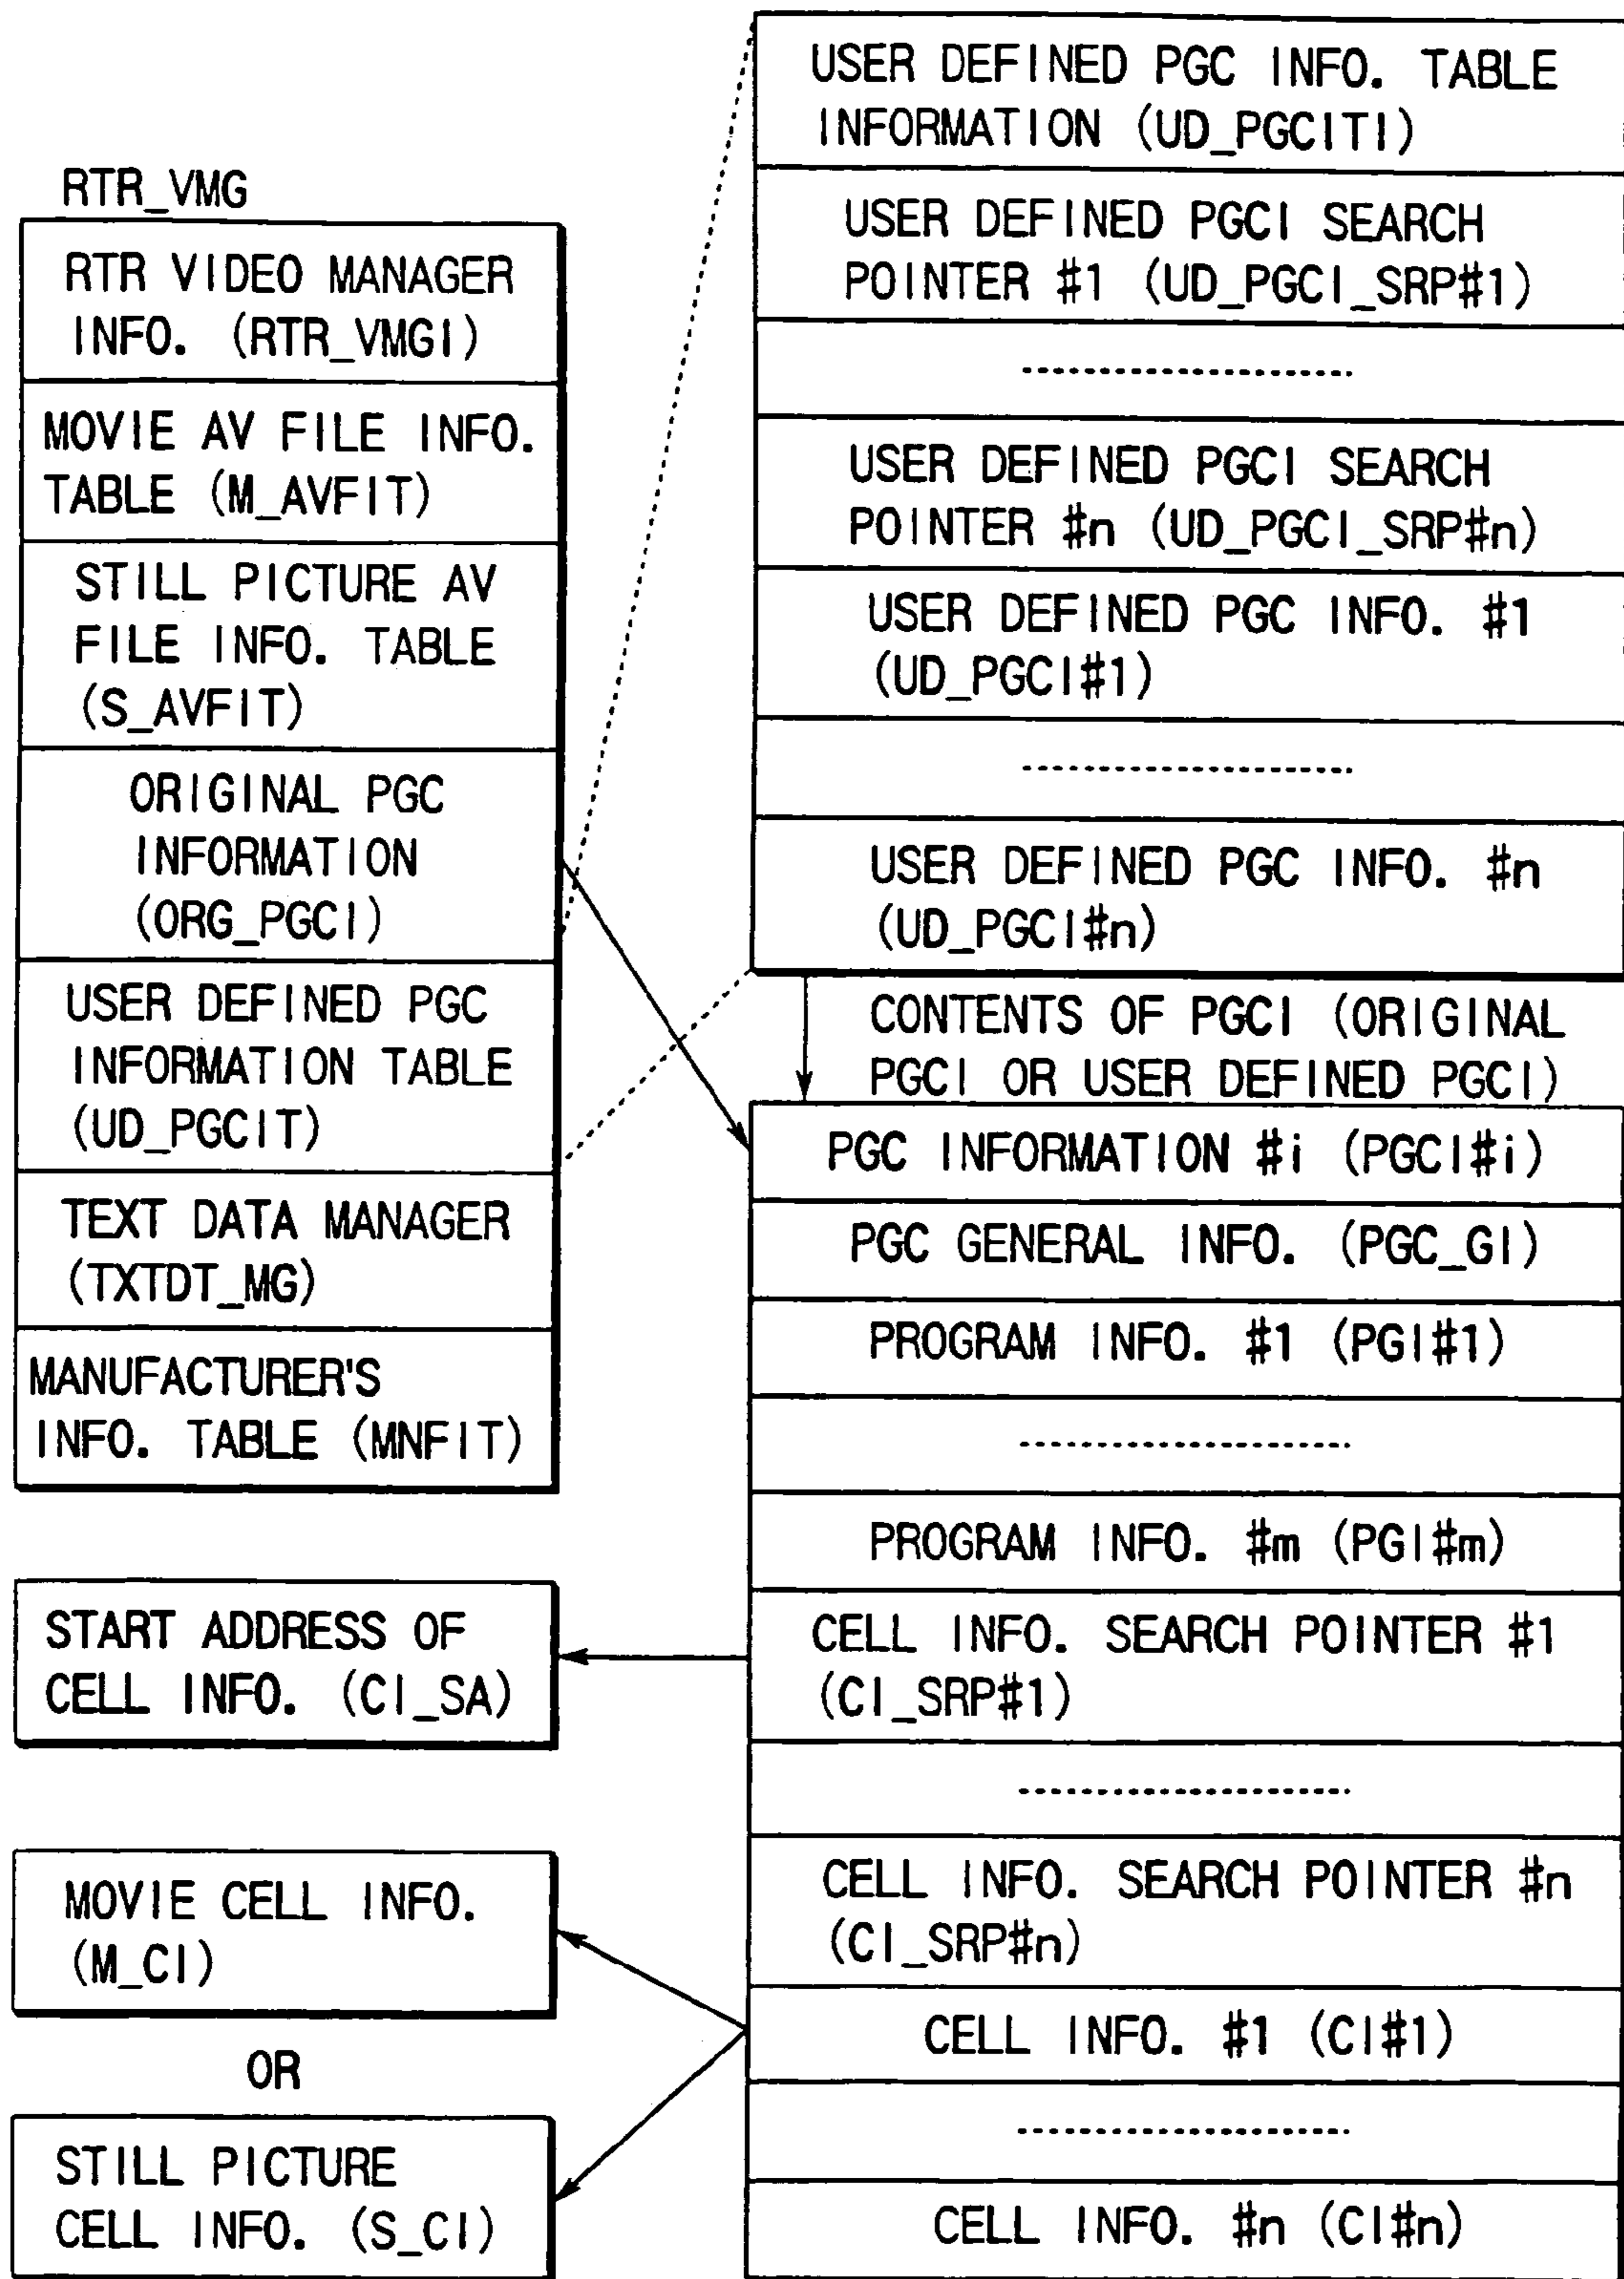 RTR_VMG
RTR VIDEO MANAGER
INFO. (RTR_VMGI)
MOVIE AV FILE INFO.
TABLE (M_AVFIT)
STILL PICTURE AV
FILE INFO. TABLE
(S_AVFIT)
ORIGINAL PGC
INFORMATION
(ORG_PGCI)
USER DEFINED PGC
INFORMATION TABLE
(UD_PGCIT)
TEXT DATA MANAGER
(TXTDT_MG)
MANUFACTURER'S
INFO. TABLE (MNFIT)
START ADDRESS OF
CELL INFO. (CI_SA)
MOVIE CELL INFO.
(M_CI)
OR
STILL PICTURE
CELL INFO. (S_CI)
USER DEFINED PGC INFO. TABLE
INFORMATION (UD_PGCITI)
USER DEFINED PGCI SEARCH
POINTER #1 (UD_PGCI_SRP#1)
USER DEFINED PGCI SEARCH
POINTER #n (UD_PGCI_SRP#n)
USER DEFINED PGC INFO. #1
(UD_PGCI#1)
USER DEFINED PGC INFO. #n
(UD_PGCI#n)
CONTENTS OF PGCI (ORIGINAL
PGCI OR USER DEFINED PGCI)
PGC INFORMATION #i (PGCI#i)
PGC GENERAL INFO. (PGC_GI)
PROGRAM INFO. #1 (PGI#1)
PROGRAM INFO. #m (PGI#m)
CELL INFO. SEARCH POINTER #1
(CI_SRP#1)
CELL INFO. SEARCH POINTER #n
(CI_SRP#n)
CELL INFO. #1 (CI#1)
CELL INFO. #n (CI#n)